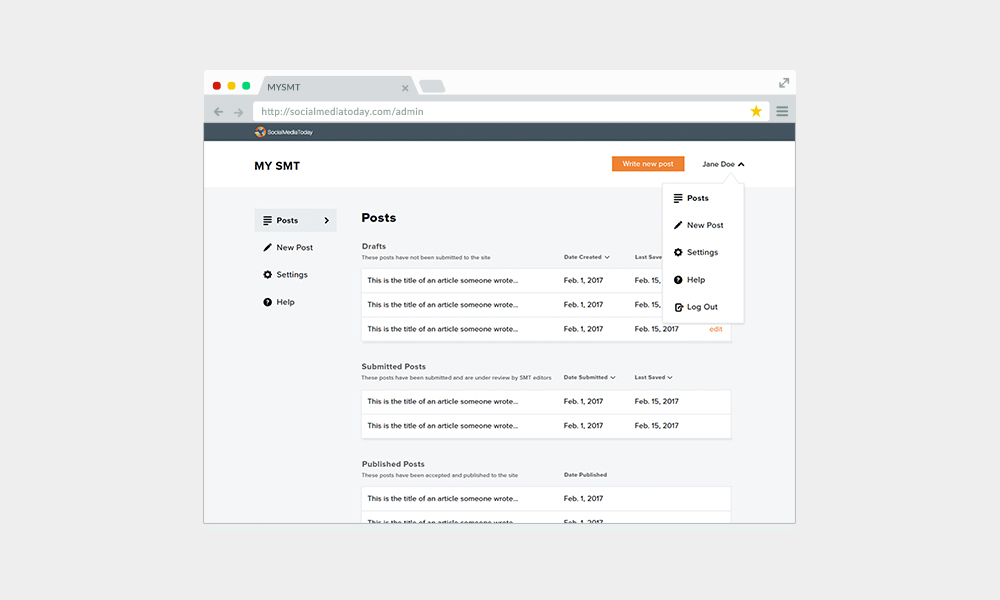 MYSMT
http://socialmediatoday.com/admin
SocialMediaToday
MY SMT
Write new post
Jane Doe
Posts
New Post
Settings
Help
Log Out
Posts
New Post
Settings
Help
Posts
Drafts
These posts have not been submitted to the site Date Created Last Save
This is the title of an article someone wrote... Feb. 1, 2017 Feb. 15,
This is the title of an article someone wrote... Feb. 1, 2017 Feb. 15,
This is the title of an article someone wrote... Feb. 1, 2017 Feb. 15, 2017 edit
Submitted Posts
These posts have been submitted and are under review by SMT editors Date Submitted Last Saved
This is the title of an article someone wrote... Feb. 1, 2017 Feb. 15, 2017
This is the title of an article someone wrote... Feb. 1, 2017 Feb. 15, 2017
Published Posts
These posts have been accepted and published to the site Date Published
This is the title of an article someone wrote... Feb. 1, 2017
This is the title of an article someone wrote... Feb. 1, 2017